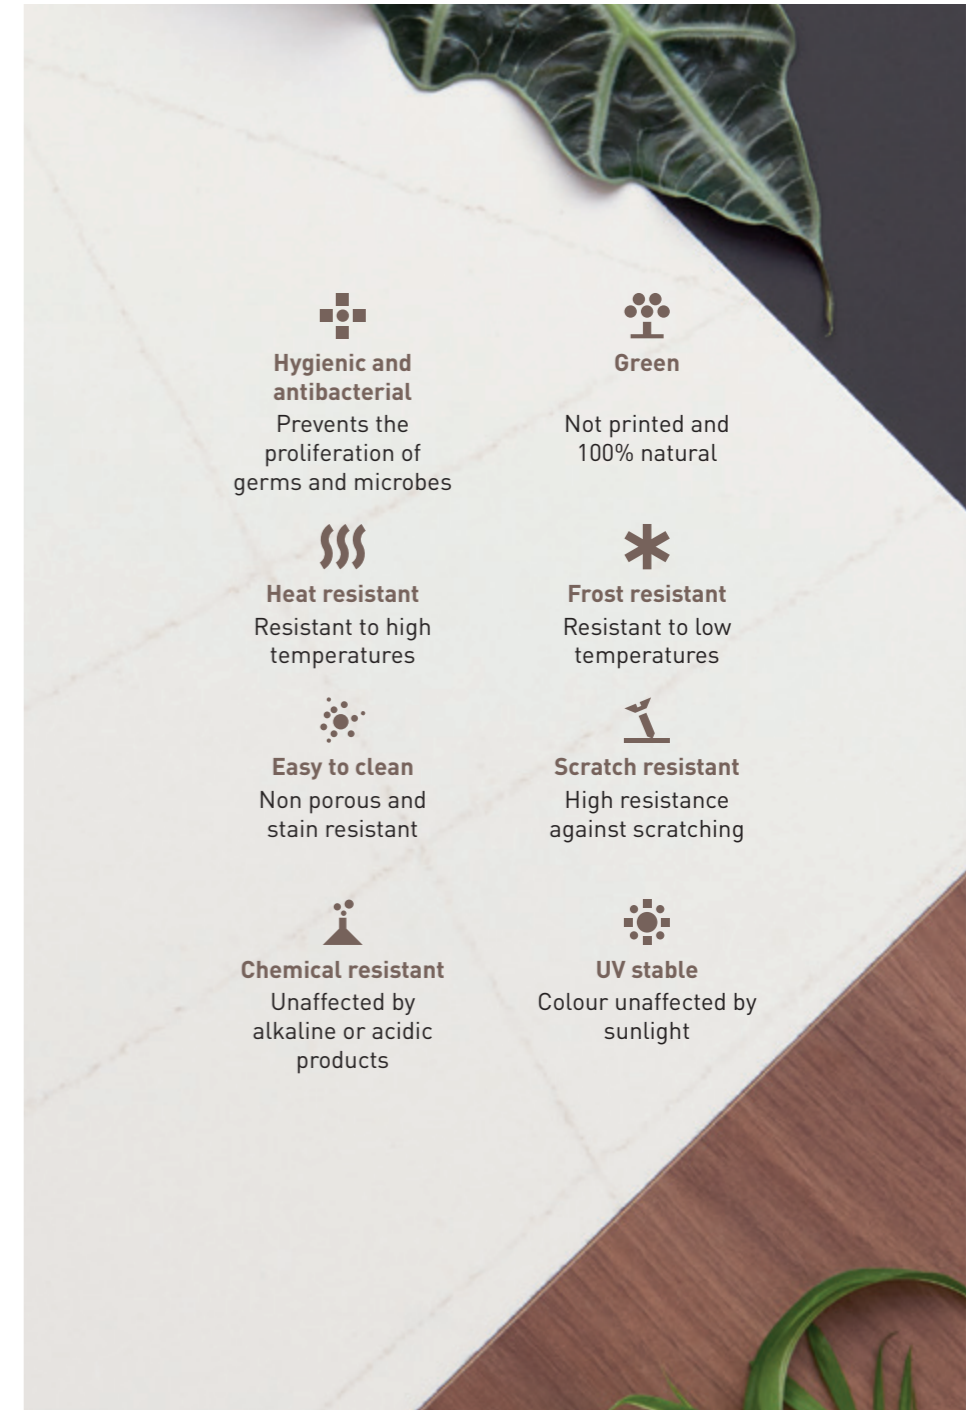 Hygienic and
antibacterial
Prevents the
proliferation of
germs and microbes
Green
Not printed and
100% natural
Heat resistant
Resistant to high
temperatures
Frost resistant
Resistant to low
temperatures
Easy to clean
Non porous and
stain resistant
Scratch resistant
High resistance
against scratching
Chemical resistant
Unaffected by
alkaline or acidic
products
UV stable
Colour unaffected by
sunlight